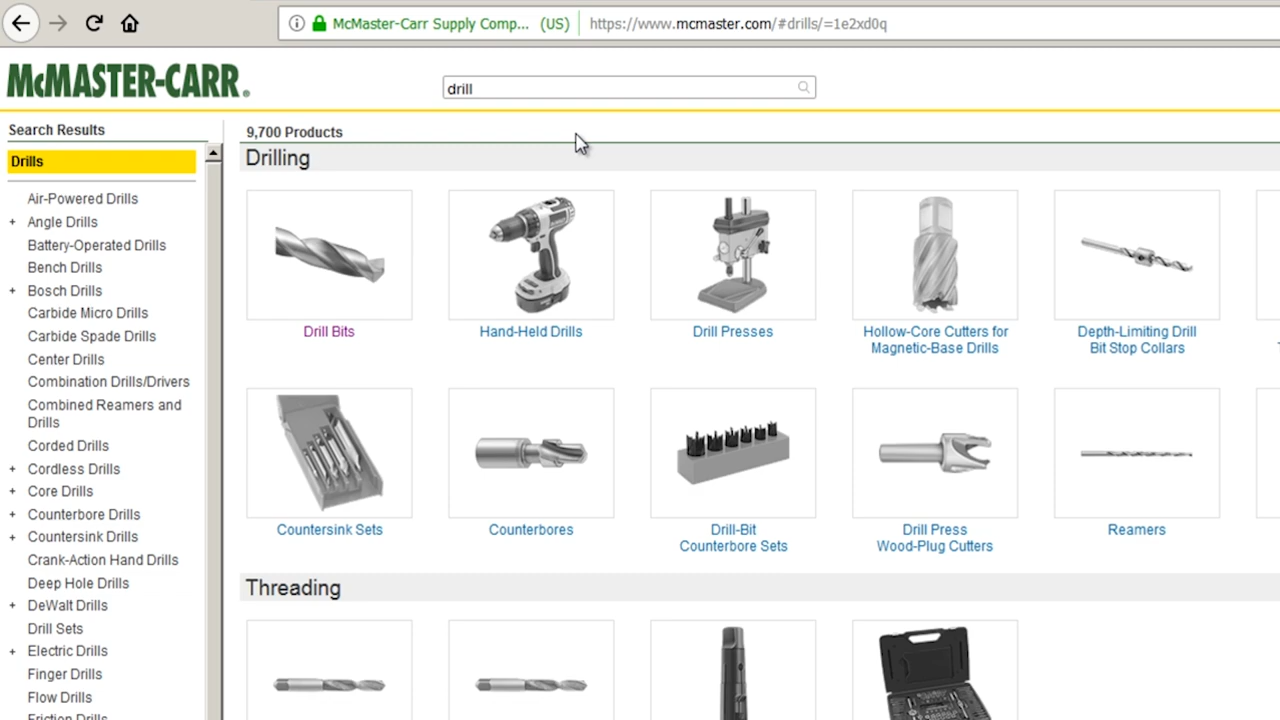 McMaster-Carr Supply Comp... (US) https://www.mcmaster.com/#drills/=1e2xd0q
McMASTER-CARR.
drill
Search Results
Drills
Air-Powered Drills
+ Angle Drills
Battery-Operated Drills
Bench Drills
+ Bosch Drills
Carbide Micro Drills
Carbide Spade Drills
Center Drills
Combination Drills/Drivers
Combined Reamers and
Drills
Corded Drills
+ Cordless Drills
+ Core Drills
+ Counterbore Drills
+ Countersink Drills
Crank-Action Hand Drills
Deep Hole Drills
+ DeWalt Drills
Drill Sets
+ Electric Drills
Finger Drills
Flow Drills
Friction Drills
9,700 Products
Drilling
Drill Bits
Hand-Held Drills
Drill Presses
Hollow-Core Cutters for
Magnetic-Base Drills
Depth-Limiting Drill
Bit Stop Collars
Countersink Sets
Counterbores
Drill-Bit
Counterbore Sets
Drill Press
Wood-Plug Cutters
Reamers
Threading